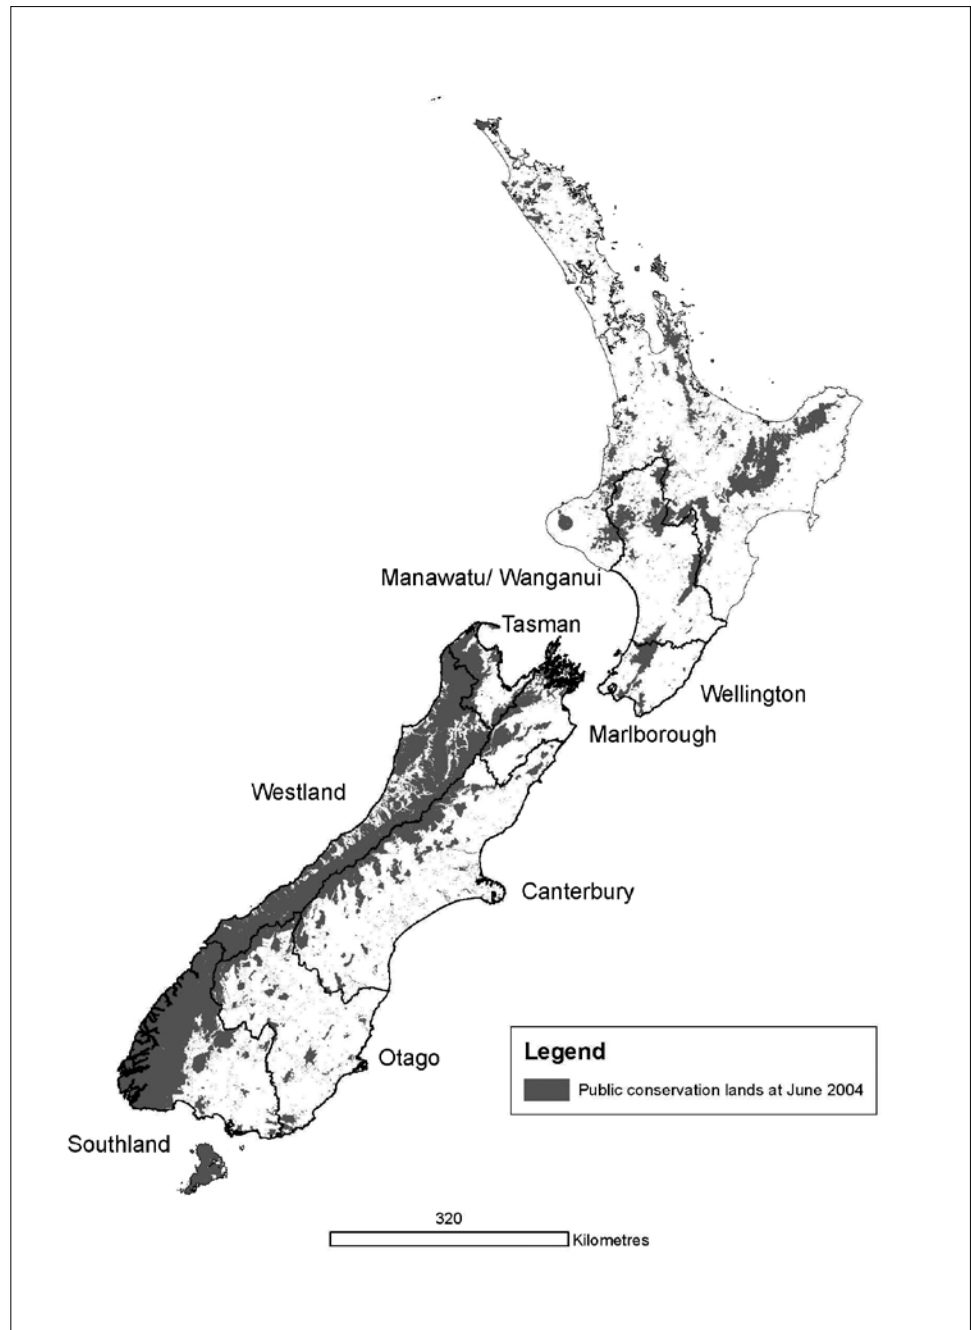 Manawatu/ Wanganui
Tasman
Wellington
Marlborough
Westland
Canterbury
Otago
Legend
Public conservation lands at June 2004
Southland
320
Kilometres